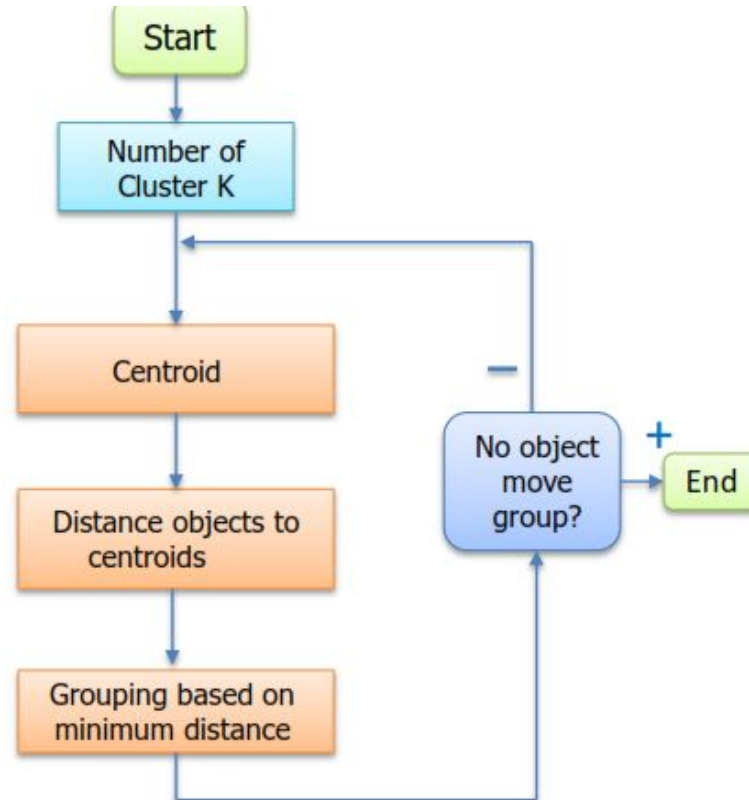 Start
Number of
Cluster K
Centroid
Distance objects to
centroids
Grouping based on
minimum distance
−
No object
move
group?
+
End